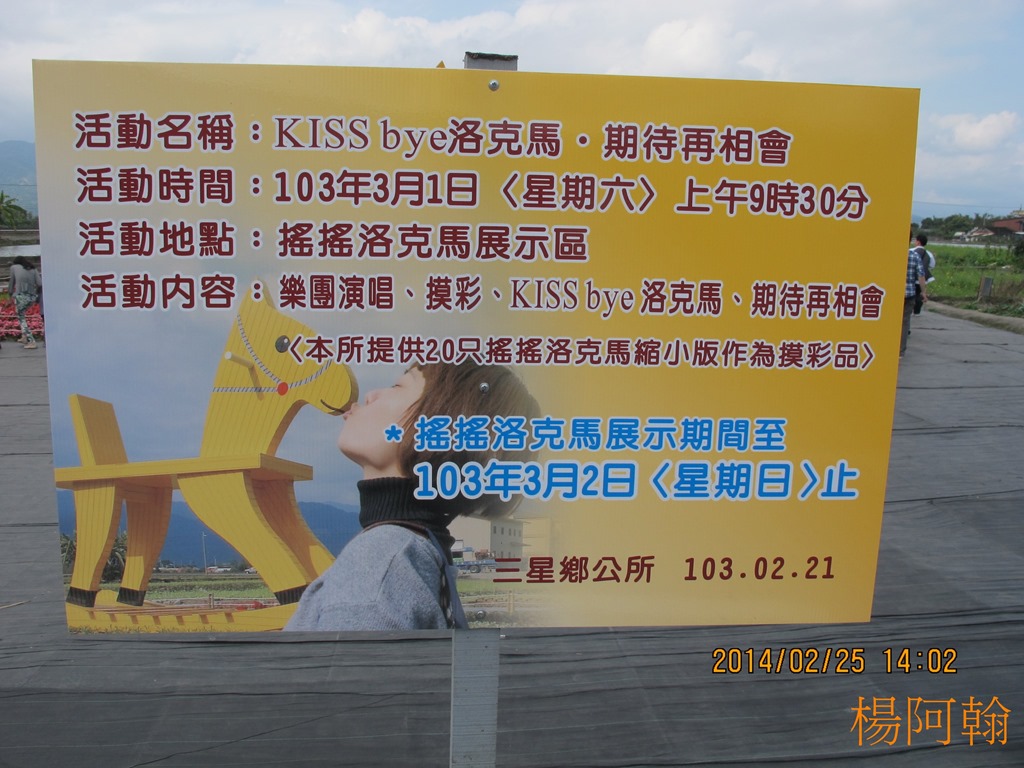 活動名稱：KISS bye洛克馬・期待再相會
活動時間：103年3月1日〈星期六〉上午9時30分
活動地點：搖搖洛克馬展示區
活動內容：樂團演唱、摸彩、KISS bye 洛克馬、期待再相會
〈本所提供20只搖搖洛克馬縮小版作為摸彩品〉
* 搖搖洛克馬展示期間至
103年3月2日〈星期日〉止
三星鄉公所 103.02.21
2014/02/25 14:02
楊阿翰